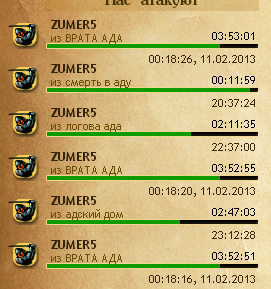 Нас атакуют
ZUMER5
из ВРАТА АДА 03:53:01
00:18:26, 11.02.2013
ZUMER5
из смерть в аду 00:11:59
20:37:24
ZUMER5
из логова ада 02:11:35
22:37:00
ZUMER5
из ВРАТА АДА 03:52:55
00:18:20, 11.02.2013
ZUMER5
из адский дом 02:47:03
23:12:28
ZUMER5
из ВРАТА АДА 03:52:51
00:18:16, 11.02.2013